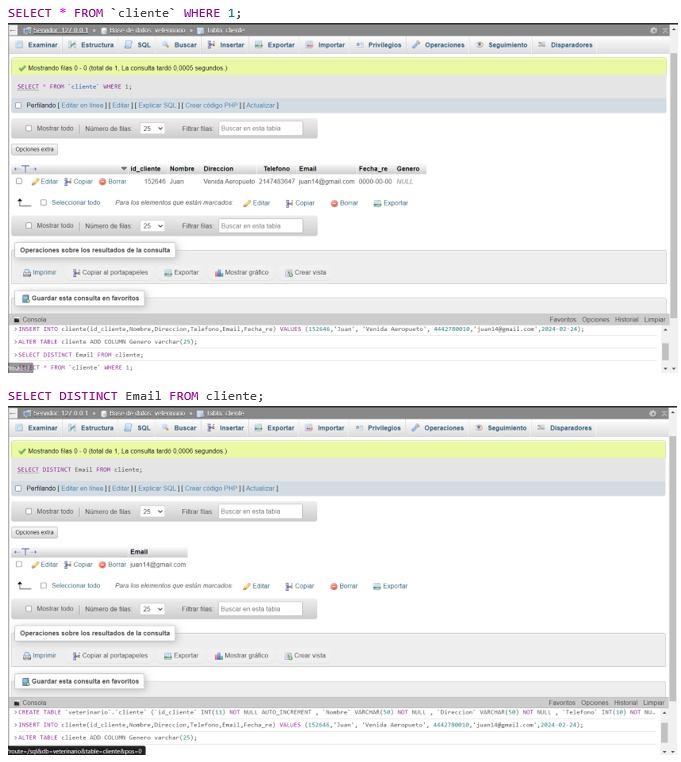 SELECT * FROM `cliente` WHERE 1;
Servidor: 127.0.0.1 » Base de datos: veterinario » Tabla: cliente
Examinar Estructura SQL Buscar Insertar Exportar Importar Privilegios Operaciones Seguimiento Disparadores
Mostrando filas 0 - 0 (total de 1, La consulta tardó 0,0005 segundos.)
SELECT * FROM `cliente` WHERE 1;
Perfilando [ Editar en línea ] [ Editar ] [ Explicar SQL ] [ Crear código PHP ] [ Actualizar ]
Mostrar todo | Número de filas: 25 Filtrar filas: Buscar en esta tabla
Opciones extra
id_cliente Nombre Direccion Telefono Email Fecha_re Genero
Editar Copiar Borrar 152646 Juan Venida Aeropueto 2147483647 juan14@gmail.com 0000-00-00 NULL
Seleccionar todo Para los elementos que están marcados: Editar Copiar Borrar Exportar
Mostrar todo | Número de filas: 25 Filtrar filas: Buscar en esta tabla
Operaciones sobre los resultados de la consulta
Imprimir Copiar al portapapeles Exportar Mostrar gráfico Crear vista
Guardar esta consulta en favoritos
Consola Favoritos Opciones Historial Limpiar
>INSERT INTO cliente(id_cliente,Nombre,Direccion,Telefono,Email,Fecha_re) VALUES (152646,'Juan', 'Venida Aeropueto', 4442780010,'juan14@gmail.com',2024-02-24);
>ALTER TABLE cliente ADD COLUMN Genero varchar(25);
>SELECT DISTINCT Email FROM cliente;
* FROM `cliente` WHERE 1;
SELECT DISTINCT Email FROM cliente;
Servidor: 127.0.0.1 » Base de datos: veterinario » Tabla: cliente
Examinar Estructura SQL Buscar Insertar Exportar Importar Privilegios Operaciones Seguimiento Disparadores
Mostrando filas 0 - 0 (total de 1, La consulta tardó 0,0006 segundos.)
SELECT DISTINCT Email FROM cliente;
Perfilando [ Editar en línea ] [ Editar ] [ Explicar SQL ] [ Crear código PHP ] [ Actualizar ]
Mostrar todo | Número de filas: 25 Filtrar filas: Buscar en esta tabla
Opciones extra
Email
Editar Copiar Borrar juan14@gmail.com
Seleccionar todo Para los elementos que están marcados: Editar Copiar Borrar Exportar
Mostrar todo | Número de filas: 25 Filtrar filas: Buscar en esta tabla
Operaciones sobre los resultados de la consulta
Imprimir Copiar al portapapeles Exportar Mostrar gráfico Crear vista
Guardar esta consulta en favoritos
Consola Favoritos Opciones Historial Limpiar
>CREATE TABLE `veterinario`.`cliente` (`id_cliente` INT(11) NOT NULL AUTO_INCREMENT , `Nombre` VARCHAR(50) NOT NULL , `Direccion` VARCHAR(50) NOT NULL , `Telefono` INT(10) NOT NU...
>INSERT INTO cliente(id_cliente,Nombre,Direccion,Telefono,Email,Fecha_re) VALUES (152646,'Juan', 'Venida Aeropueto', 4442780010,'juan14@gmail.com',2024-02-24);
>ALTER TABLE cliente ADD COLUMN Genero varchar(25);
route=/sql&db=veterinario&table=cliente&pos=0